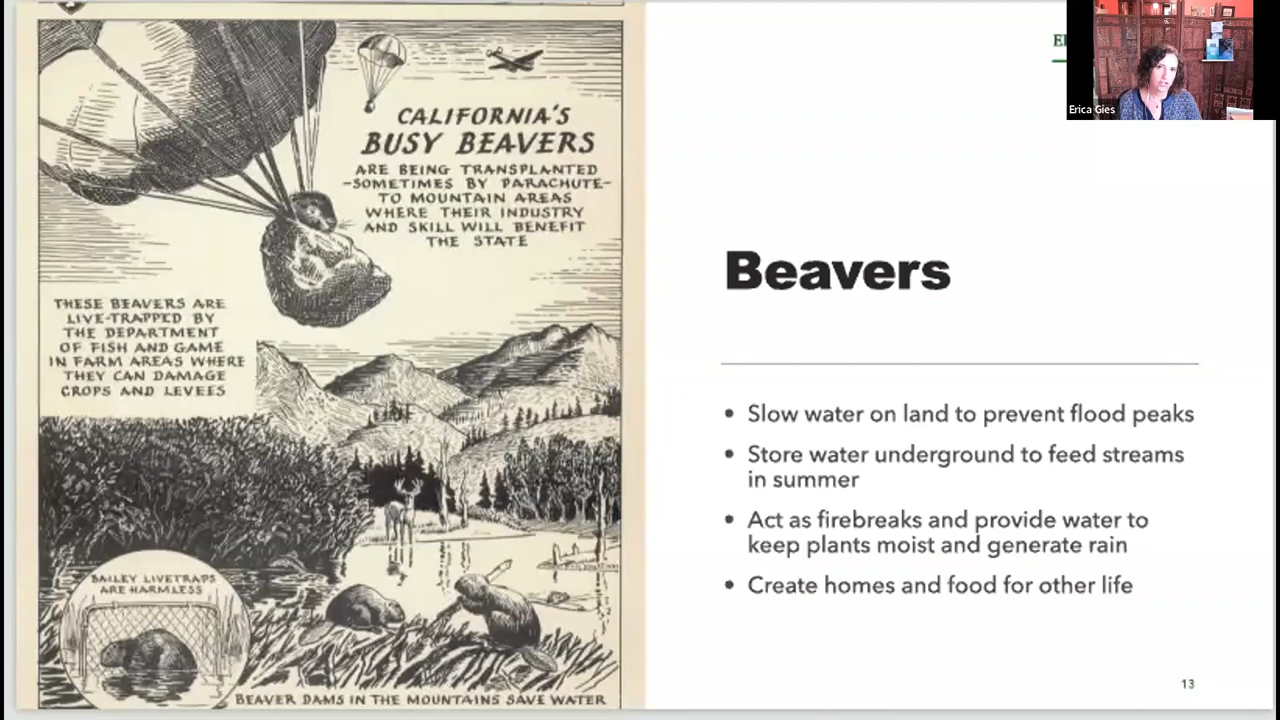 CALIFORNIA'S
BUSY BEAVERS
ARE BEING TRANSPLANTED
-SOMETIMES BY PARACHUTE-
TO MOUNTAIN AREAS
WHERE THEIR INDUSTRY
AND SKILL WILL BENEFIT
THE STATE
THESE BEAVERS ARE
LIVE-TRAPPED BY
THE DEPARTMENT
OF FISH AND GAME
IN FARM AREAS WHERE
THEY CAN DAMAGE
CROPS AND LEVEES
BAILEY LIVETRAPS
ARE HARMLESS
BEAVER DAMS IN THE MOUNTAINS SAVE WATER
Erica Gies
Beavers
• Slow water on land to prevent flood peaks
• Store water underground to feed streams
in summer
• Act as firebreaks and provide water to
keep plants moist and generate rain
• Create homes and food for other life
13